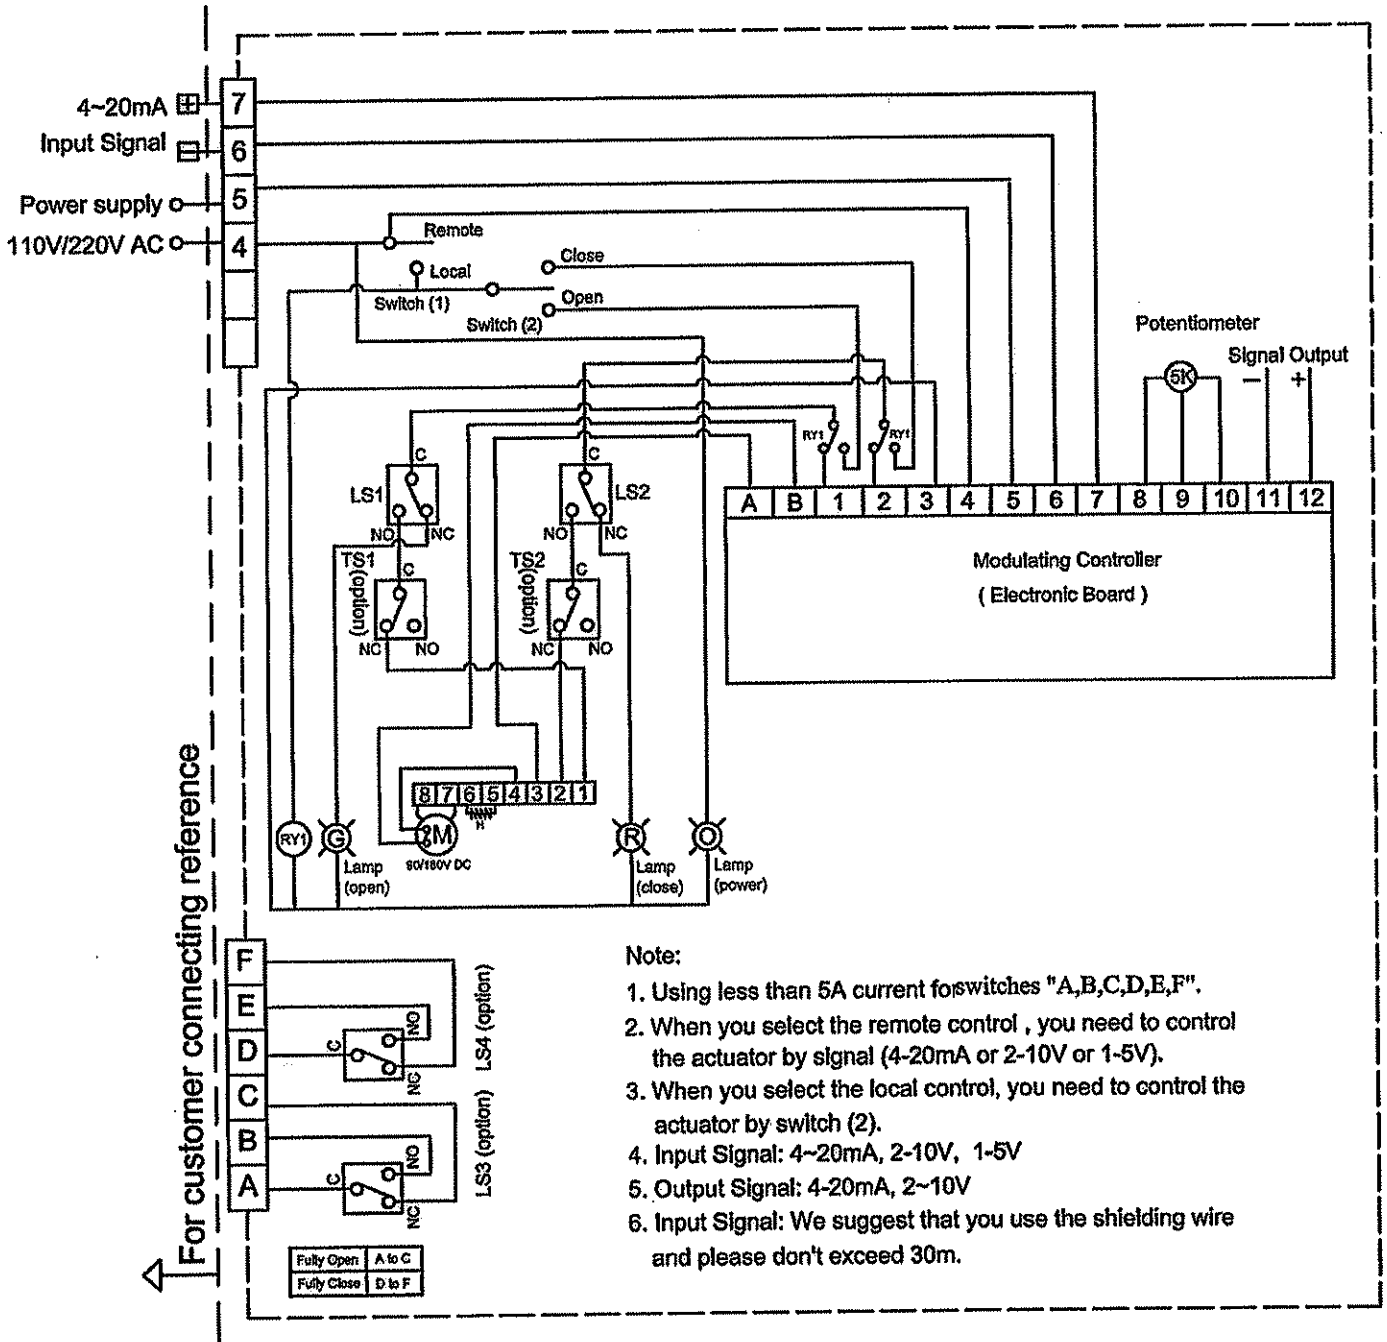 4~20mA +
7
Input Signal −
6
Power supply
5
110V/220V AC
4
Remote
Local
Switch (1)
Close
Open
Switch (2)
Potentiometer
5K
Signal Output
− +
RY1
RY1
C
LS1
NO
NC
C
LS2
NO
NC
TS1
(option)
C
NC
NO
TS2
(option)
C
NC
NO
A B 1 2 3 4 5 6 7 8 9 10 11 12
Modulating Controller
( Electronic Board )
8 7 6 5 4 3 2 1
H
RY1
G
Lamp
(open)
M
90/180V DC
R
Lamp
(close)
O
Lamp
(power)
For customer connecting reference
F
E
D
C
B
A
C
NO
NC
LS4 (option)
C
NO
NC
LS3 (option)
Fully Open A to C
Fully Close D to F
Note:
1. Using less than 5A current for switches "A,B,C,D,E,F".
2. When you select the remote control , you need to control
the actuator by signal (4-20mA or 2-10V or 1-5V).
3. When you select the local control, you need to control the
actuator by switch (2).
4. Input Signal: 4~20mA, 2-10V, 1-5V
5. Output Signal: 4-20mA, 2~10V
6. Input Signal: We suggest that you use the shielding wire
and please don't exceed 30m.